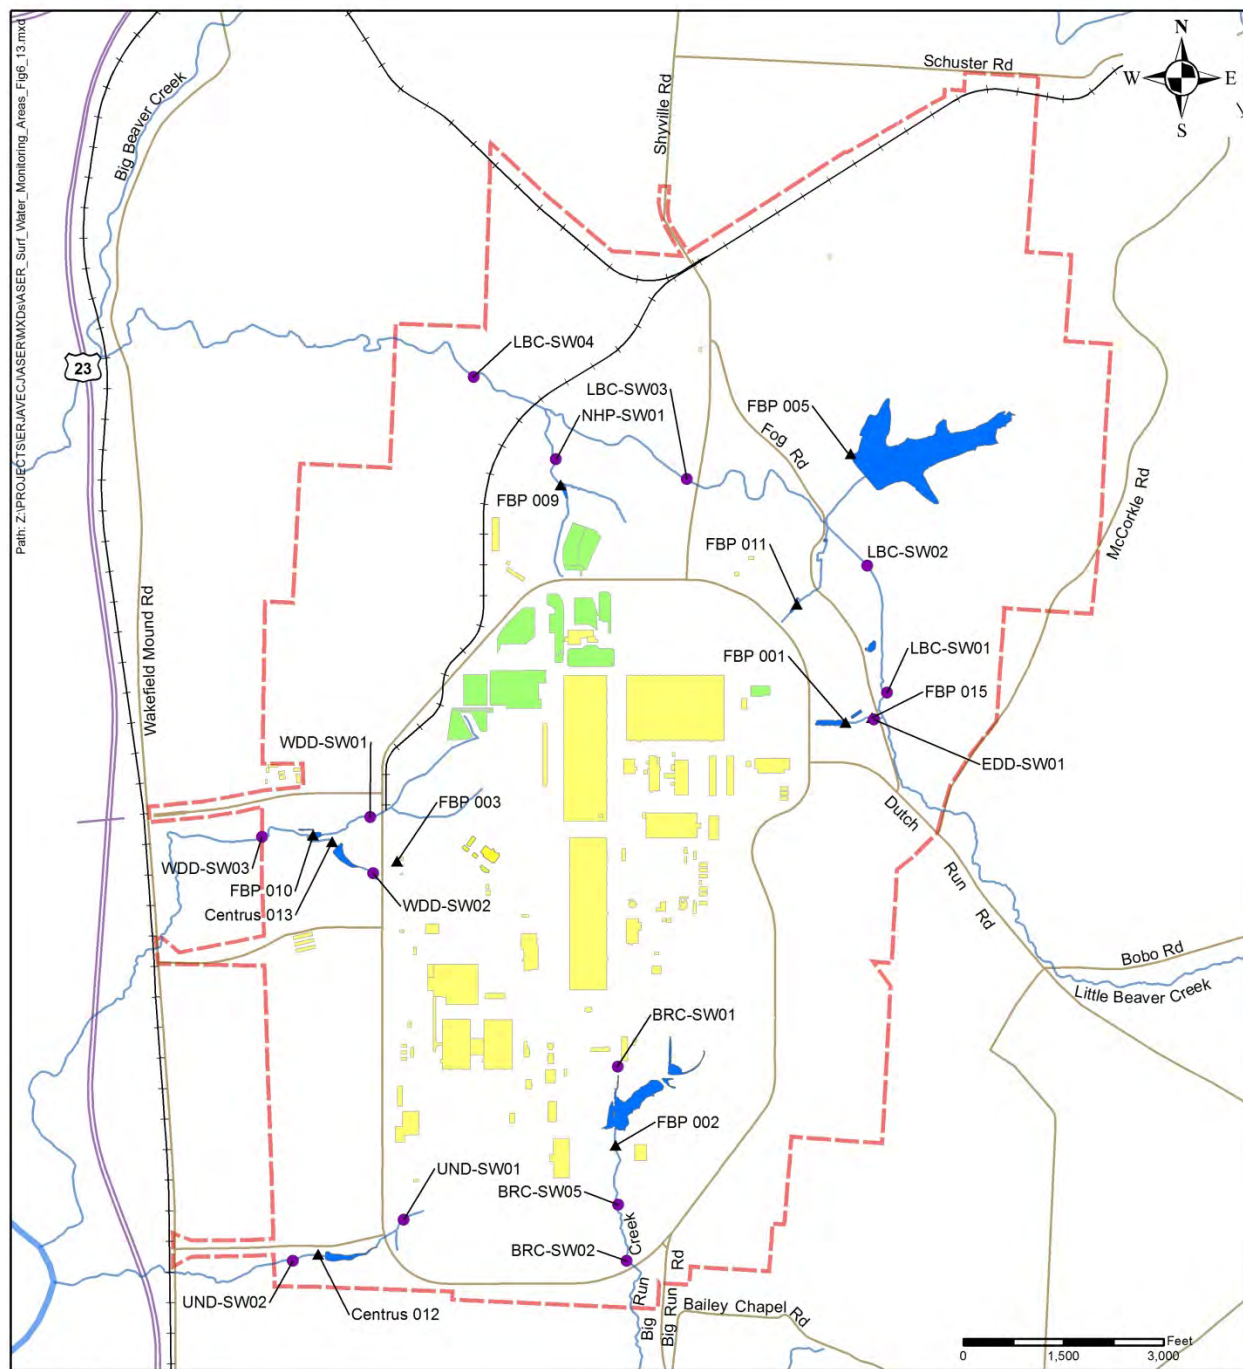 Path: Z:\PROJECTS\ERJAVECJ\ASER\MXDs\ASER_Surf_Water_Monitoring_Areas_Fig6_13.mxd
N
W
E
S
Schuster Rd
Shyville Rd
Big Beaver Creek
23
LBC-SW04
LBC-SW03
NHP-SW01
FBP 005
Fog Rd
McCorkle Rd
FBP 009
FBP 011
LBC-SW02
Wakefield Mound Rd
FBP 001
LBC-SW01
FBP 015
EDD-SW01
WDD-SW01
FBP 003
Dutch
Run
Rd
WDD-SW03
FBP 010
Centrus 013
WDD-SW02
Bobo Rd
Little Beaver Creek
BRC-SW01
FBP 002
UND-SW01
BRC-SW05
BRC-SW02
Big Run Creek
Big Run Rd
UND-SW02
Centrus 012
Bailey Chapel Rd
Feet
0
1,500
3,000